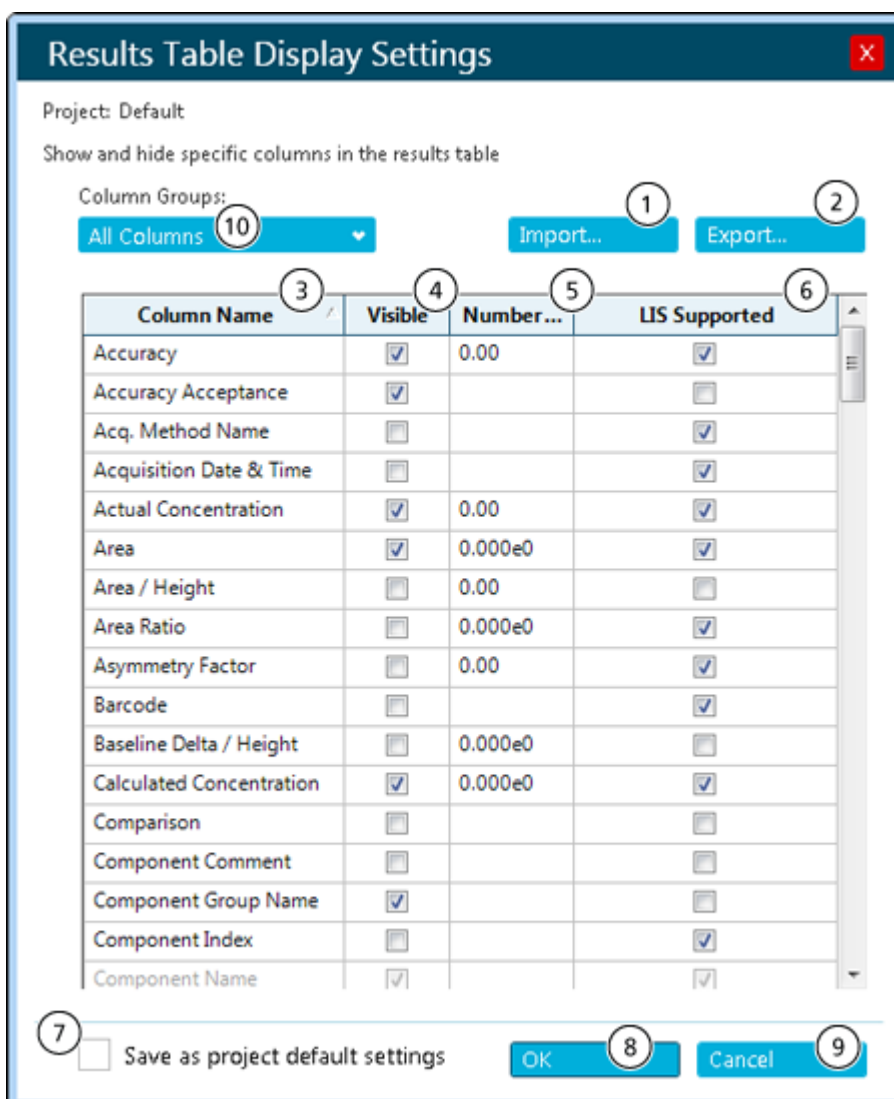 Results Table Display Settings X
Project: Default
Show and hide specific columns in the results table
Column Groups:
All Columns 10 Import... 1 Export... 2
Column Name 3 Visible 4 Number... 5 LIS Supported 6
Accuracy 0.00
Accuracy Acceptance
Acq. Method Name
Acquisition Date & Time
Actual Concentration 0.00
Area 0.000e0
Area / Height 0.00
Area Ratio 0.000e0
Asymmetry Factor 0.00
Barcode
Baseline Delta / Height 0.000e0
Calculated Concentration 0.000e0
Comparison
Component Comment
Component Group Name
Component Index
Component Name
7 Save as project default settings OK 8 Cancel 9